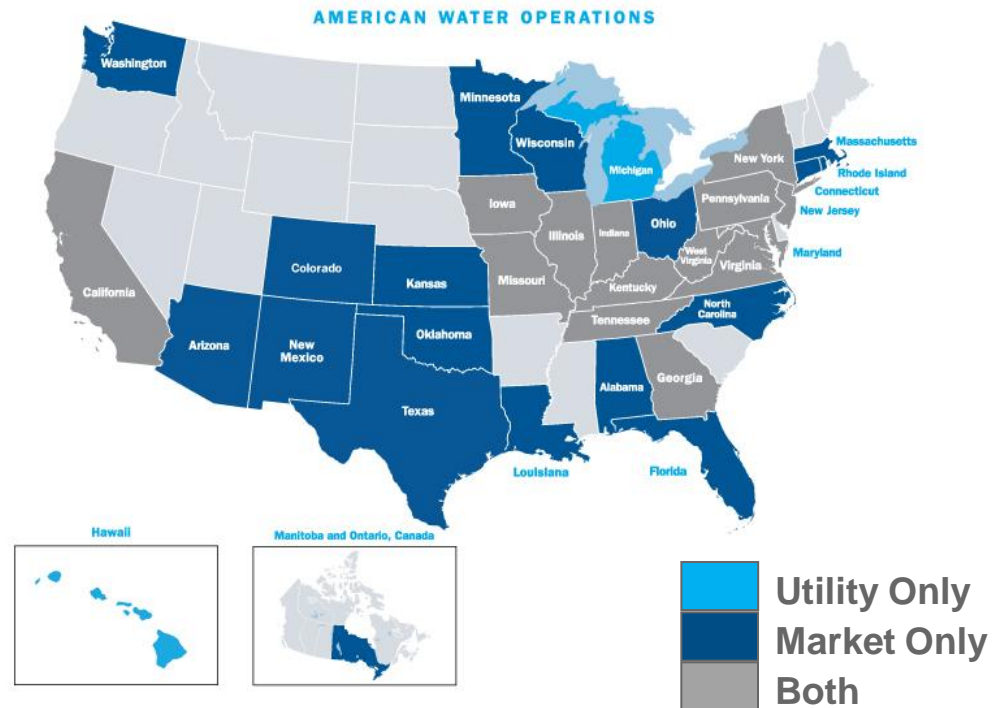 AMERICAN WATER OPERATIONS
Washington
Minnesota
Wisconsin
Michigan
New York
Massachusetts
Rhode Island
Connecticut
Pennsylvania
New Jersey
Iowa
Illinois
Indiana
Ohio
Maryland
West
Virginia
Virginia
California
Colorado
Kansas
Missouri
Kentucky
Tennessee
North
Carolina
Arizona
New
Mexico
Oklahoma
Texas
Alabama
Georgia
Louisiana
Florida
Hawaii
Manitoba and Ontario, Canada
Utility Only
Market Only
Both